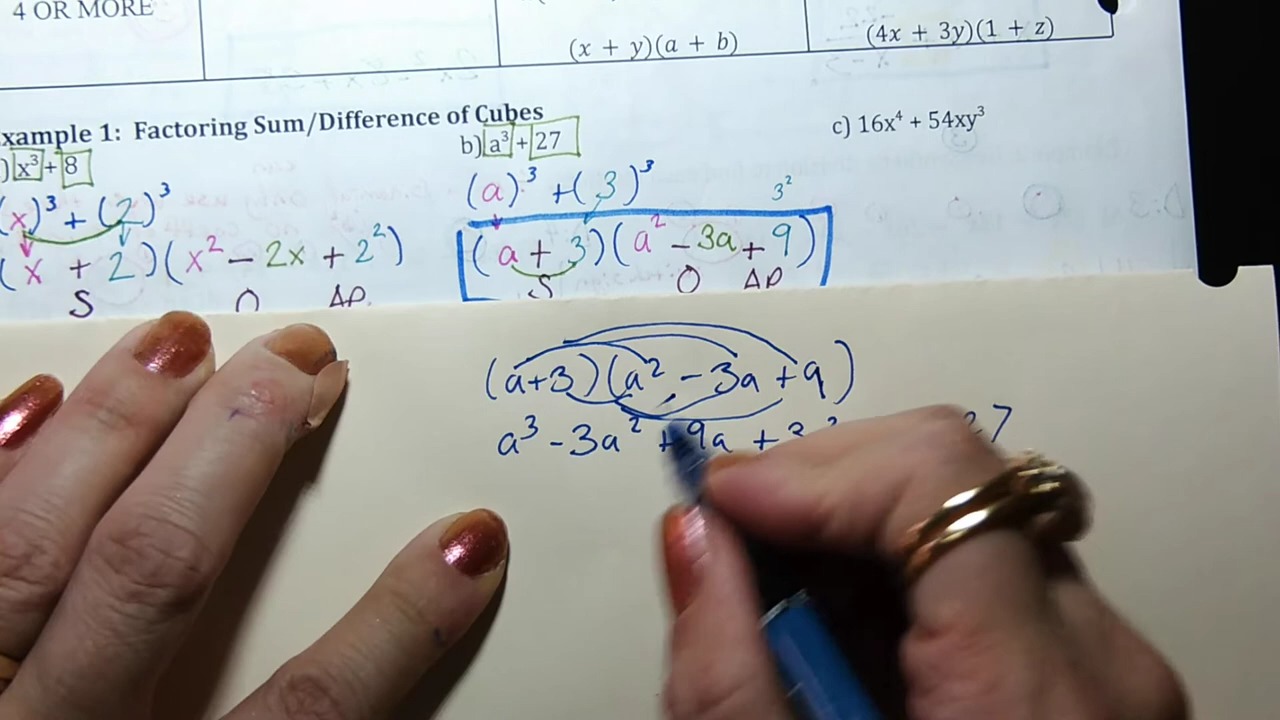 4 OR MORE
(x + y)(a + b)
(4x + 3y)(1 + z)
xample 1: Factoring Sum/Difference of Cubes
)x³ + 8
b) a³ + 27
c) 16x⁴ + 54xy³
(x)³ + (2)³
(a)³ + (3)³
3²
(x + 2)(x² - 2x + 2²)
(a + 3)(a² - 3a + 9)
S O AP.
S O AP
(a+3)(a² - 3a + 9)
a³ - 3a² + 9a + 3 27